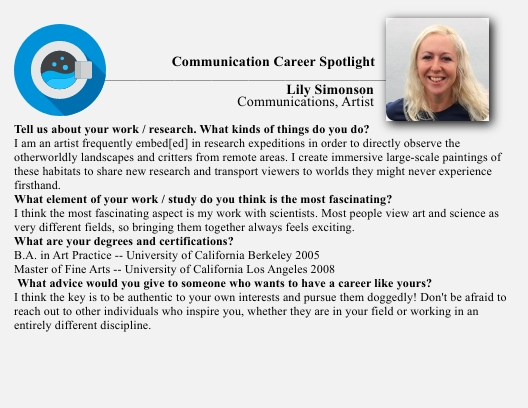 Communication Career Spotlight
Lily Simonson
Communications, Artist
Tell us about your work / research. What kinds of things do you do?
I am an artist frequently embed[ed] in research expeditions in order to directly observe the
otherworldly landscapes and critters from remote areas. I create immersive large-scale paintings of
these habitats to share new research and transport viewers to worlds they might never experience
firsthand.
What element of your work / study do you think is the most fascinating?
I think the most fascinating aspect is my work with scientists. Most people view art and science as
very different fields, so bringing them together always feels exciting.
What are your degrees and certifications?
B.A. in Art Practice -- University of California Berkeley 2005
Master of Fine Arts -- University of California Los Angeles 2008
What advice would you give to someone who wants to have a career like yours?
I think the key is to be authentic to your own interests and pursue them doggedly! Don't be afraid to
reach out to other individuals who inspire you, whether they are in your field or working in an
entirely different discipline.